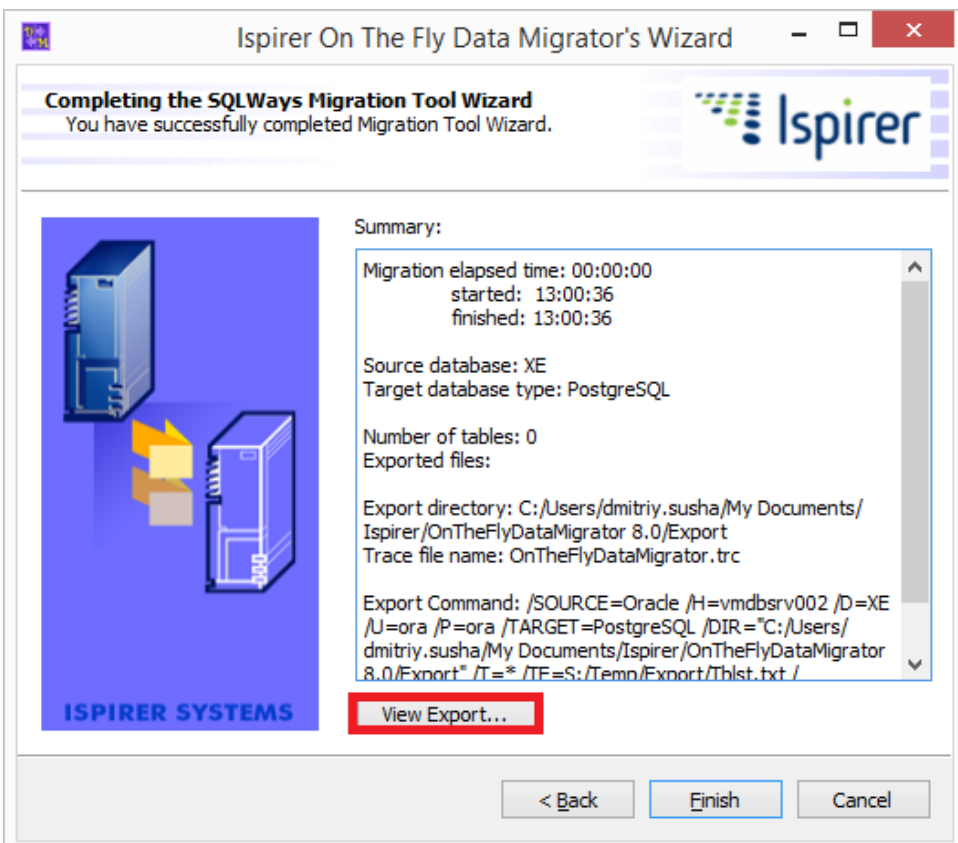 Ispirer On The Fly Data Migrator's Wizard
Completing the SQLWays Migration Tool Wizard
You have successfully completed Migration Tool Wizard.
Ispirer
Summary:
Migration elapsed time: 00:00:00
started: 13:00:36
finished: 13:00:36
Source database: XE
Target database type: PostgreSQL
Number of tables: 0
Exported files:
Export directory: C:/Users/dmitriy.susha/My Documents/
Ispirer/OnTheFlyDataMigrator 8.0/Export
Trace file name: OnTheFlyDataMigrator.trc
Export Command: /SOURCE=Oracle /H=vmdbsrv002 /D=XE
/U=ora /P=ora /TARGET=PostgreSQL /DIR="C:/Users/
dmitriy.susha/My Documents/Ispirer/OnTheFlyDataMigrator
8.0/Export" /T=* /TF=S:/Temp/Export/Tblst.txt /
ISPIRER SYSTEMS
View Export...
< Back
Finish
Cancel